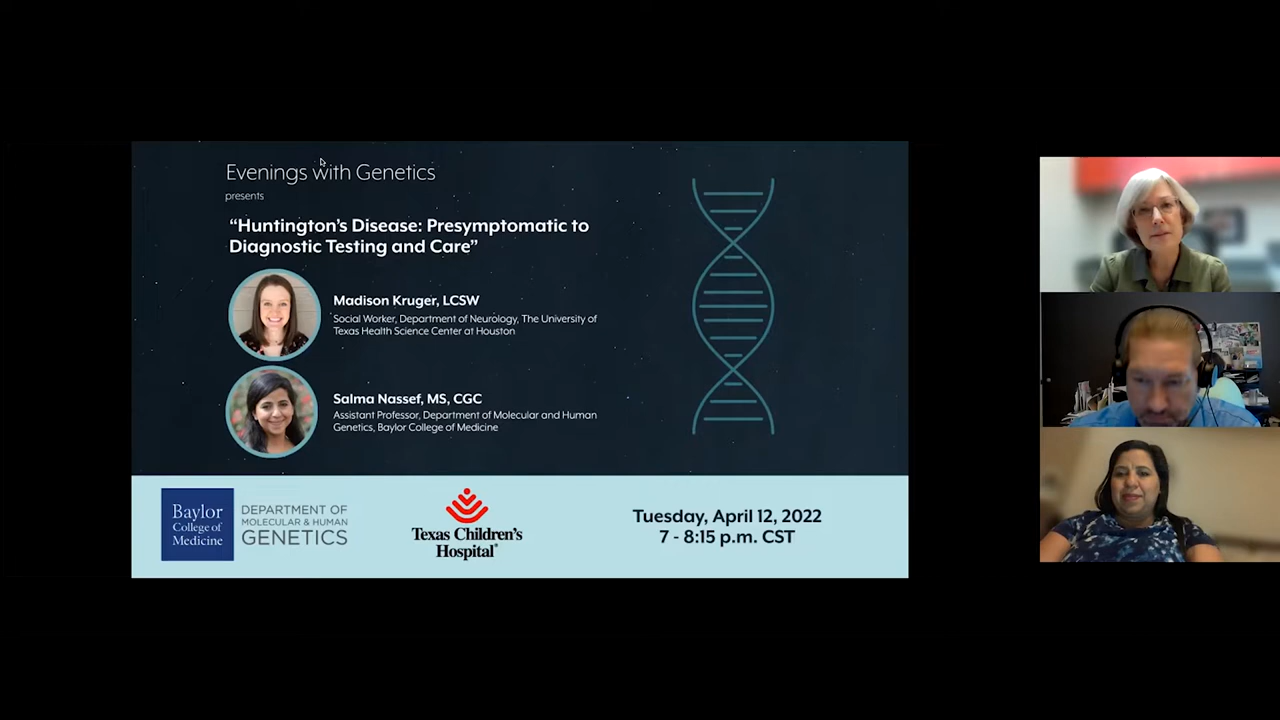 Evenings with Genetics
presents
“Huntington’s Disease: Presymptomatic to
Diagnostic Testing and Care”
Madison Kruger, LCSW
Social Worker, Department of Neurology, The University of
Texas Health Science Center at Houston
Salma Nassef, MS, CGC
Assistant Professor, Department of Molecular and Human
Genetics, Baylor College of Medicine
Baylor
College of
Medicine
DEPARTMENT OF
MOLECULAR & HUMAN
GENETICS
Texas Children’s
Hospital®
Tuesday, April 12, 2022
7 - 8:15 p.m. CST